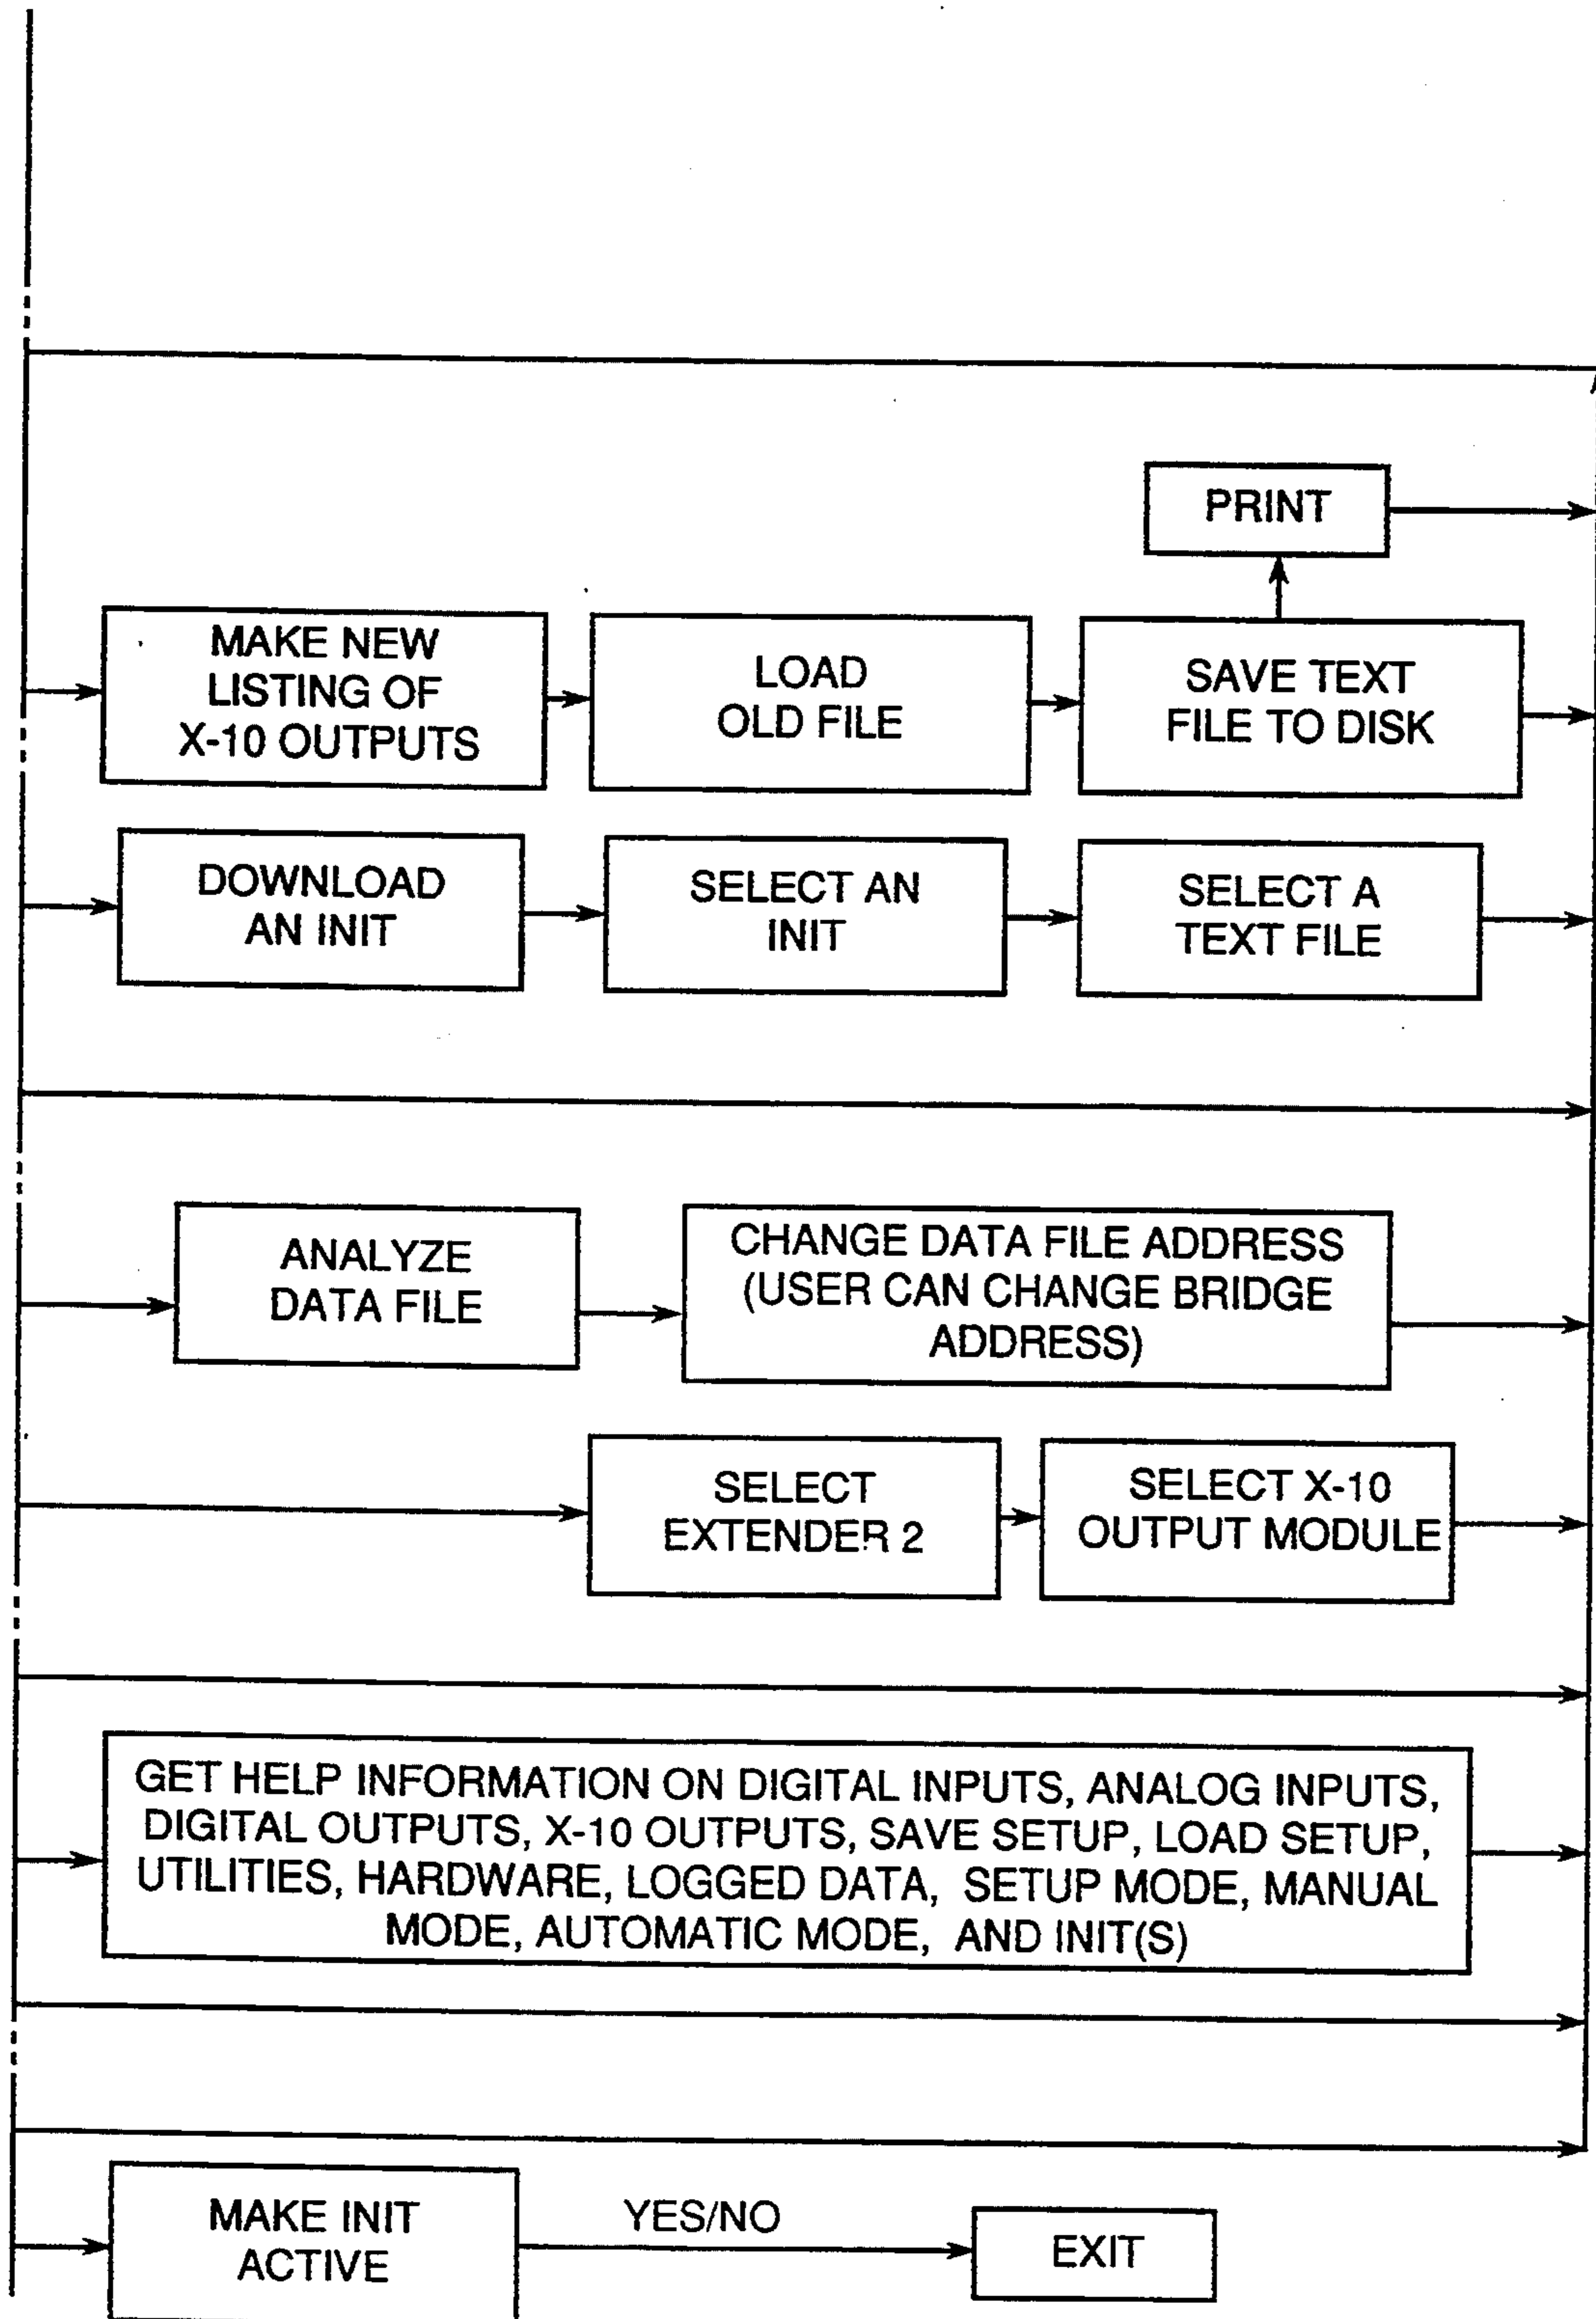 PRINT
MAKE NEW
LISTING OF
X-10 OUTPUTS
LOAD
OLD FILE
SAVE TEXT
FILE TO DISK
DOWNLOAD
AN INIT
SELECT AN
INIT
SELECT A
TEXT FILE
ANALYZE
DATA FILE
CHANGE DATA FILE ADDRESS
(USER CAN CHANGE BRIDGE
ADDRESS)
SELECT
EXTENDER 2
SELECT X-10
OUTPUT MODULE
GET HELP INFORMATION ON DIGITAL INPUTS, ANALOG INPUTS,
DIGITAL OUTPUTS, X-10 OUTPUTS, SAVE SETUP, LOAD SETUP,
UTILITIES, HARDWARE, LOGGED DATA, SETUP MODE, MANUAL
MODE, AUTOMATIC MODE, AND INIT(S)
MAKE INIT
ACTIVE
YES/NO
EXIT